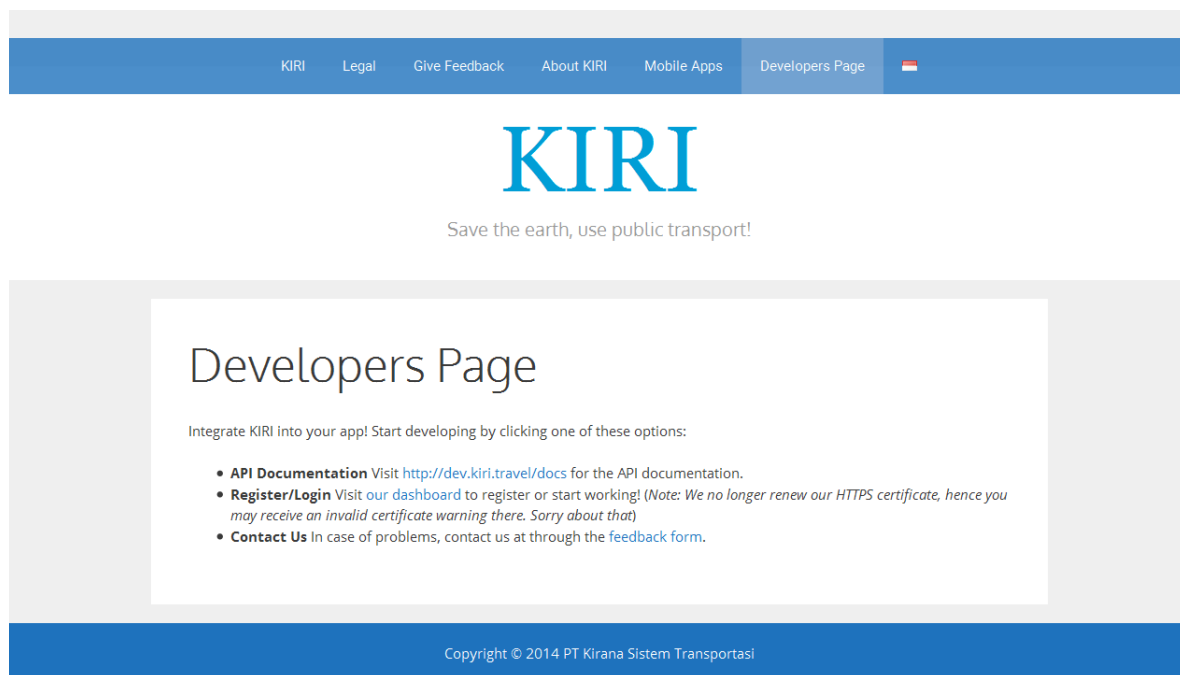 KIRI Legal Give Feedback About KIRI Mobile Apps Developers Page
KIRI
Save the earth, use public transport!
Developers Page
Integrate KIRI into your app! Start developing by clicking one of these options:
• API Documentation Visit http://dev.kiri.travel/docs for the API documentation.
• Register/Login Visit our dashboard to register or start working! (Note: We no longer renew our HTTPS certificate, hence you
may receive an invalid certificate warning there. Sorry about that)
• Contact Us In case of problems, contact us at through the feedback form.
Copyright © 2014 PT Kirana Sistem Transportasi